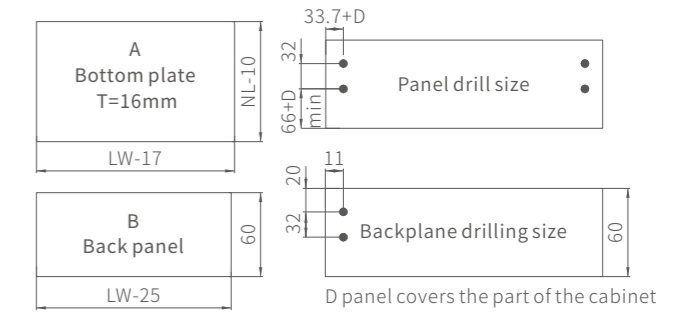 A
Bottom plate
T=16mm
NL-10
LW-17
33.7+D
32
66+D
min
Panel drill size
B
Back panel
60
LW-25
11
20
32
Backplane drilling size
60
D panel covers the part of the cabinet